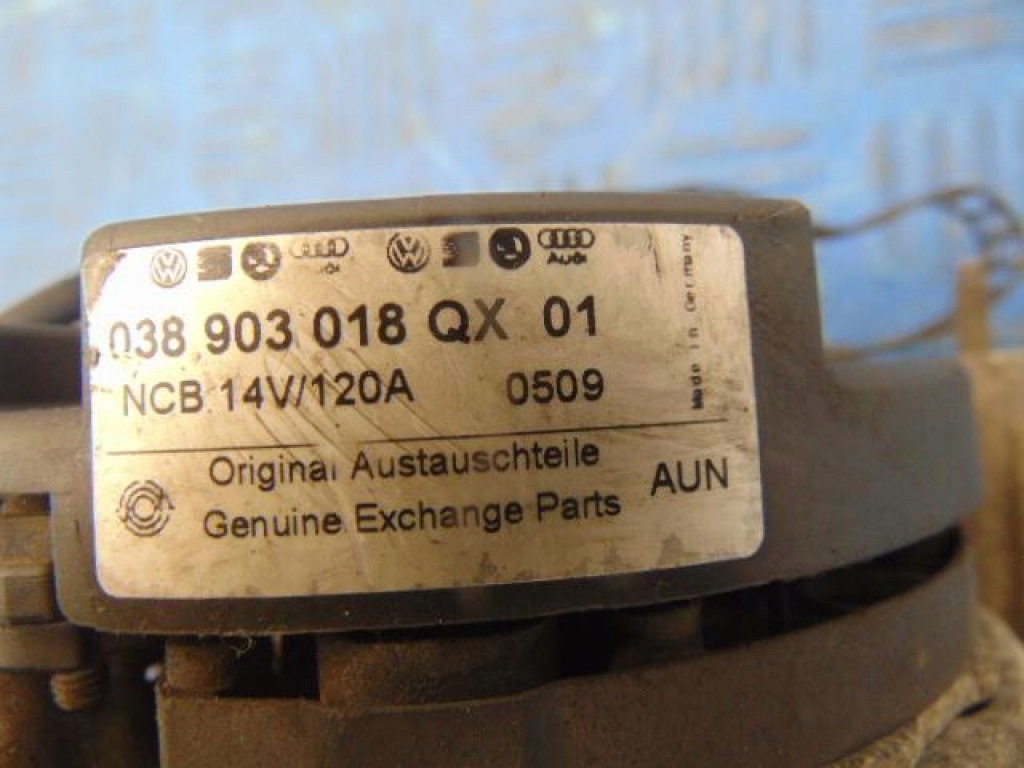 Audi
038 903 018 QX 01
NCB 14V/120A 0509
Original Austauschteile
Genuine Exchange Parts
AUN
Made in Germany